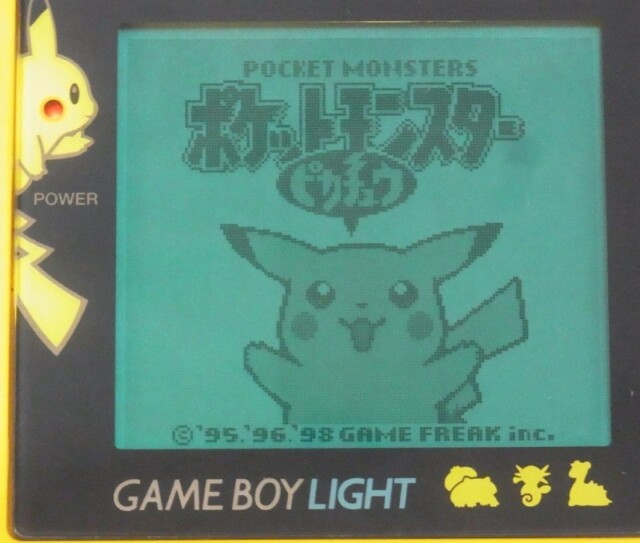 POCKET MONSTERS
ポケットモンスター
ピカチュウ
POWER
©'95.'96.'98 GAME FREAK inc.
GAME BOY LIGHT